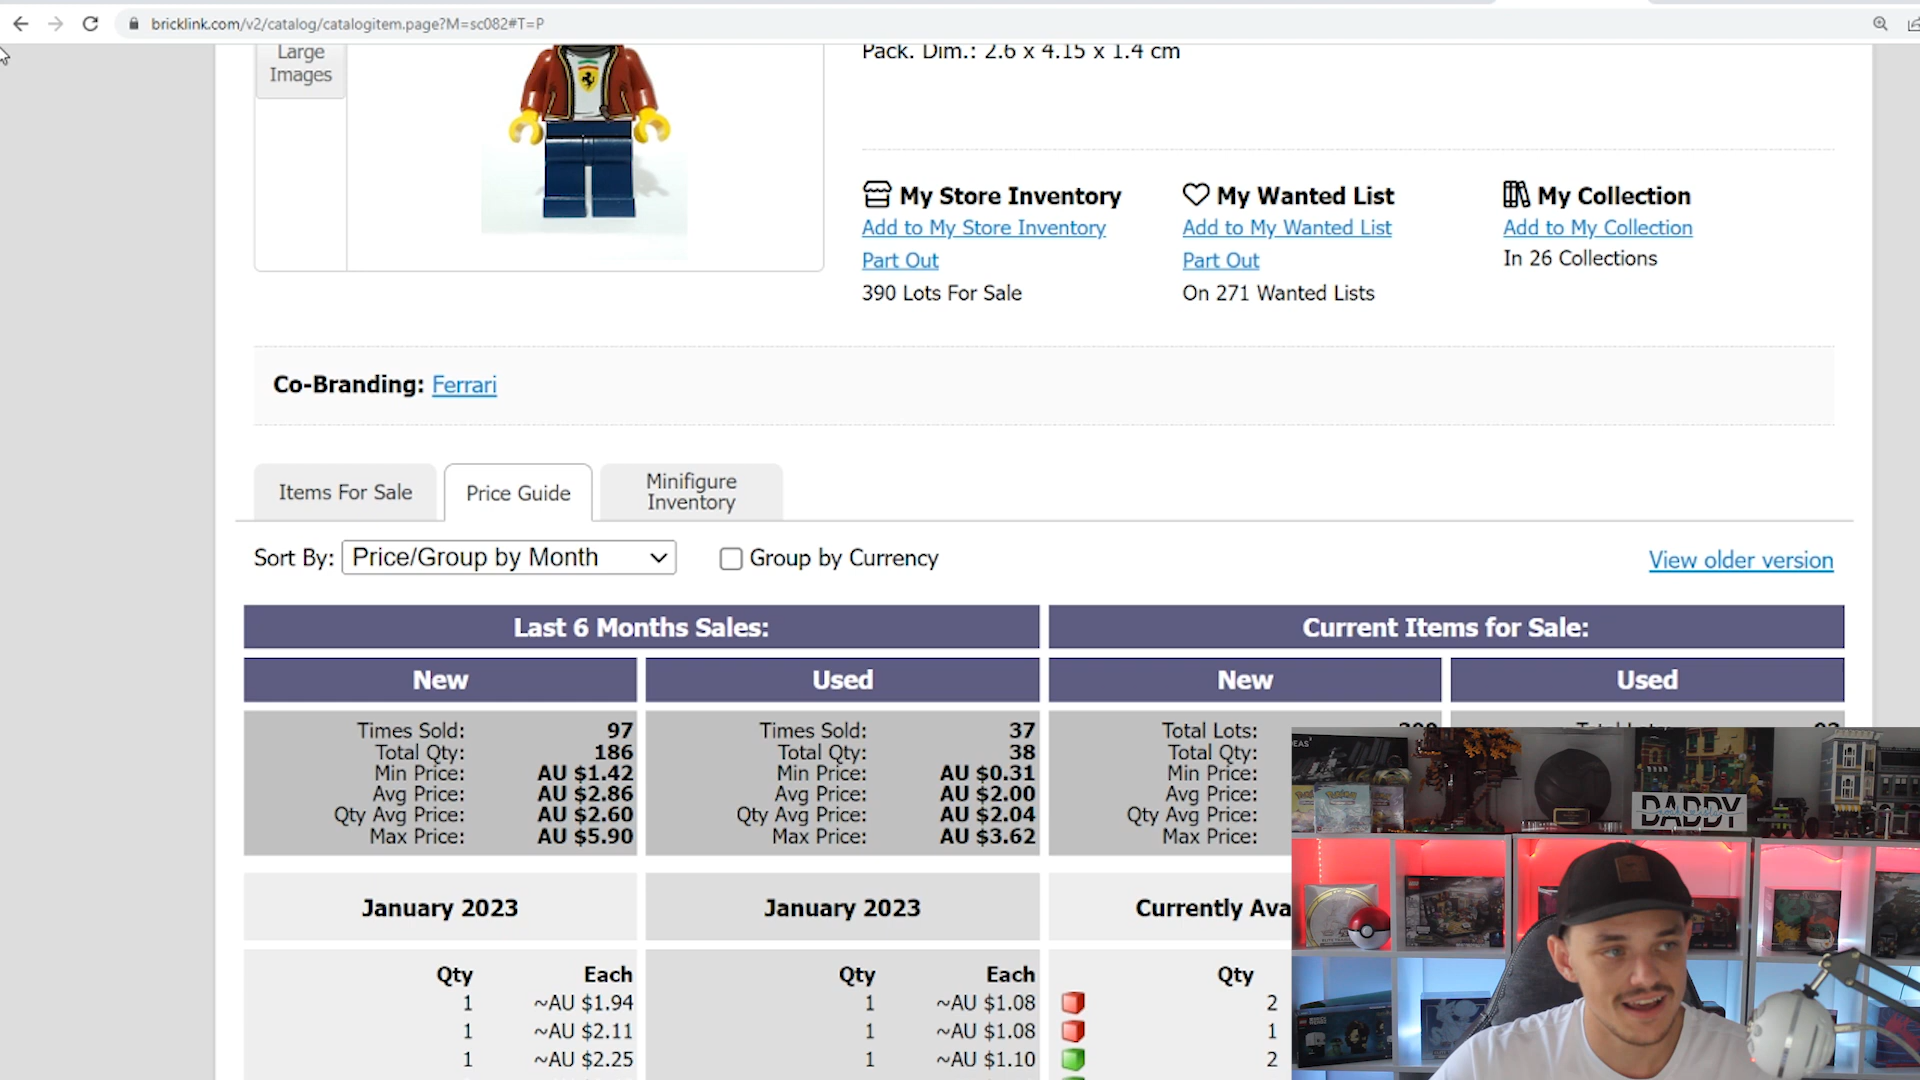 bricklink.com/v2/catalog/catalogitem.page?M=sc082#T=P
Large
Images
Pack. Dim.: 2.6 x 4.15 x 1.4 cm
My Store Inventory
Add to My Store Inventory
Part Out
390 Lots For Sale
My Wanted List
Add to My Wanted List
Part Out
On 271 Wanted Lists
My Collection
Add to My Collection
In 26 Collections
Co-Branding: Ferrari
Items For Sale
Price Guide
Minifigure
Inventory
Sort By: Price/Group by Month
Group by Currency
View older version
Last 6 Months Sales:
Current Items for Sale:
New
Used
New
Used
Times Sold: 97
Total Qty: 186
Min Price: AU $1.42
Avg Price: AU $2.86
Qty Avg Price: AU $2.60
Max Price: AU $5.90
Times Sold: 37
Total Qty: 38
Min Price: AU $0.31
Avg Price: AU $2.00
Qty Avg Price: AU $2.04
Max Price: AU $3.62
Total Lots:
Total Qty:
Min Price:
Avg Price:
Qty Avg Price:
Max Price:
January 2023
January 2023
Currently Ava
Qty Each
1 ~AU $1.94
1 ~AU $2.11
1 ~AU $2.25
Qty Each
1 ~AU $1.08
1 ~AU $1.08
1 ~AU $1.10
Qty
2
1
2
DADDY